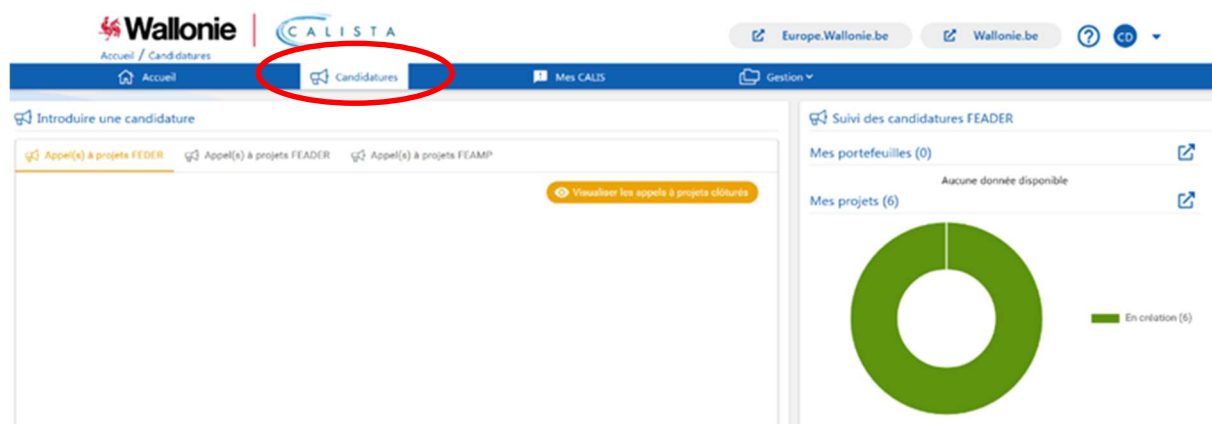 Wallonie
CALISTA
Europe.Wallonie.be
Wallonie.be
?
CD
Accueil / Candidatures
Accueil
Candidatures
Mes CALIS
Gestion
Introduire une candidature
Appel(s) à projets FEDER
Appel(s) à projets FEADER
Appel(s) à projets FEAMP
Visualiser les appels à projets clôturés
Suivi des candidatures FEADER
Mes portefeuilles (0)
Aucune donnée disponible
Mes projets (6)
En création (6)